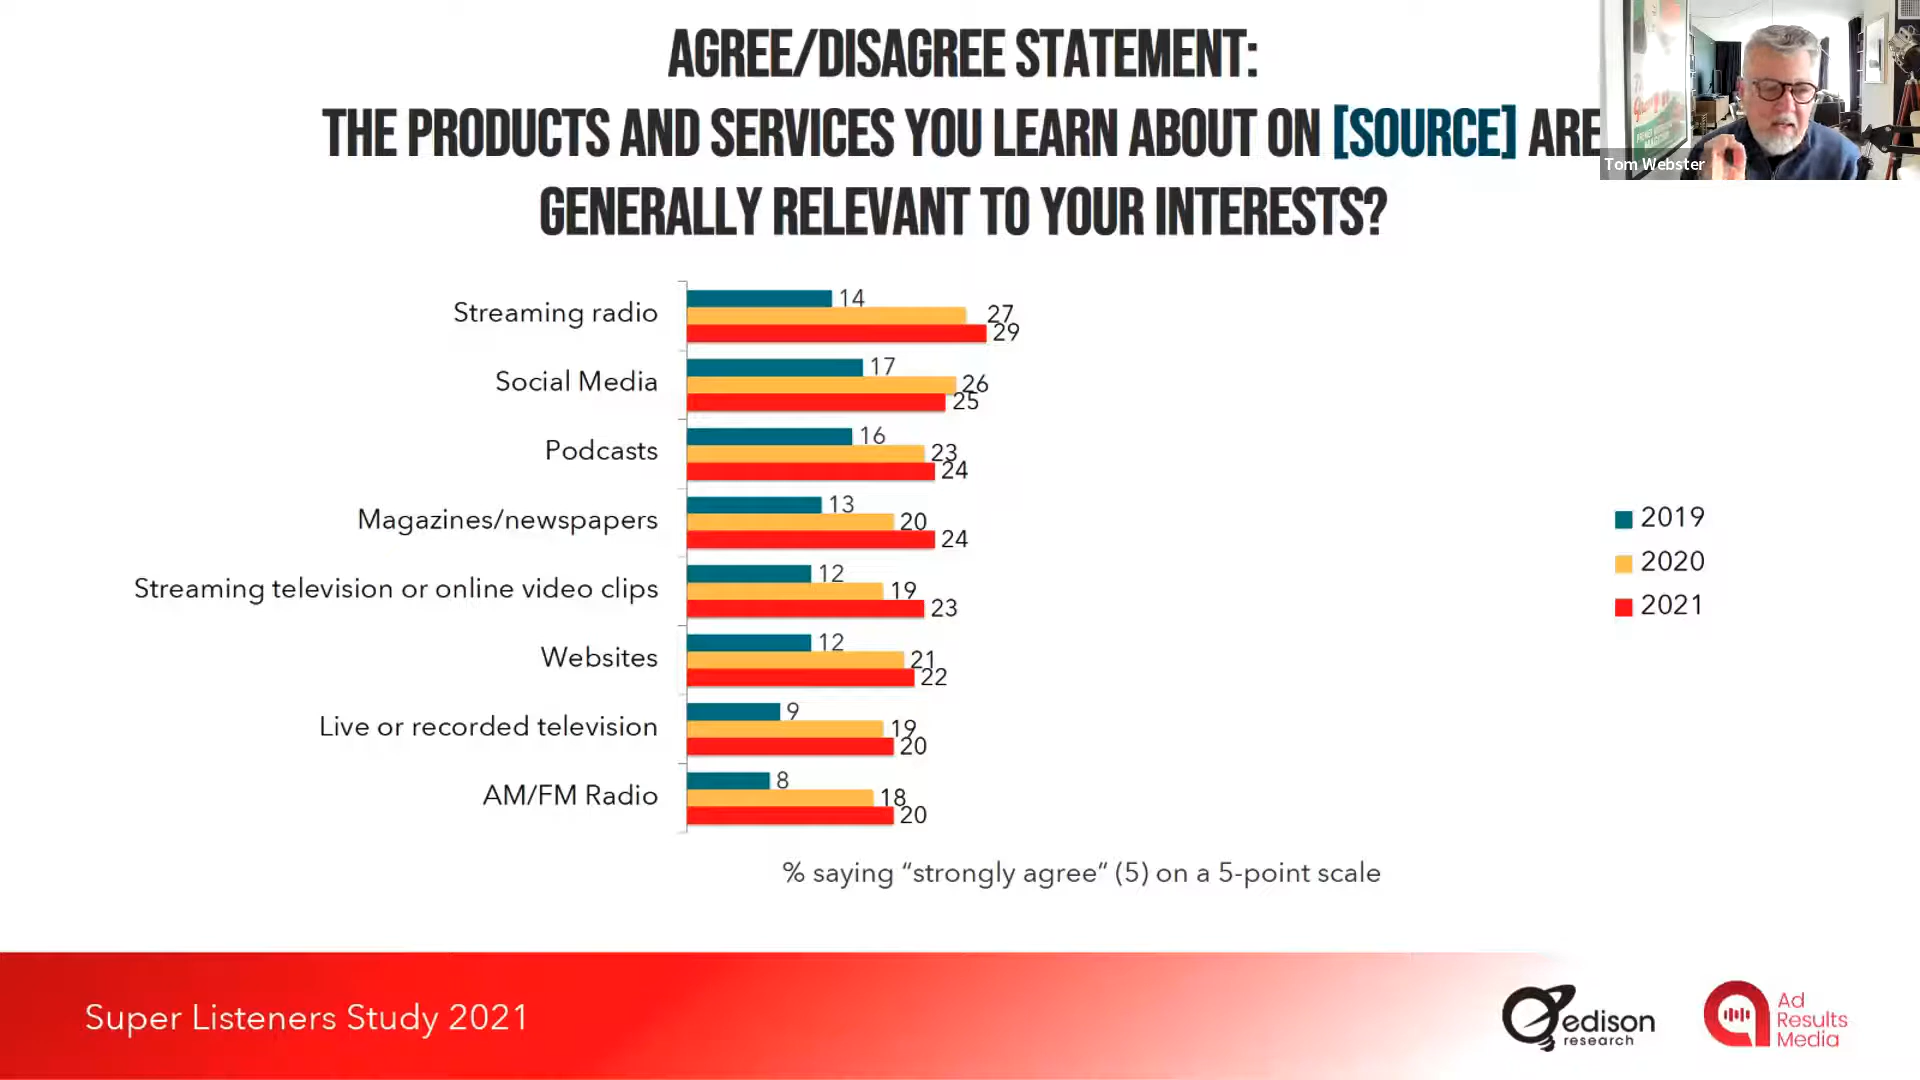 AGREE/DISAGREE STATEMENT:
THE PRODUCTS AND SERVICES YOU LEARN ABOUT ON [SOURCE] ARE
GENERALLY RELEVANT TO YOUR INTERESTS?
Tom Webster
Streaming radio
14
27
29
Social Media
17
26
25
Podcasts
16
23
24
Magazines/newspapers
13
20
24
Streaming television or online video clips
12
19
23
Websites
12
21
22
Live or recorded television
9
19
20
AM/FM Radio
8
18
20
2019
2020
2021
% saying “strongly agree” (5) on a 5-point scale
Super Listeners Study 2021
edison
research
Ad
Results
Media